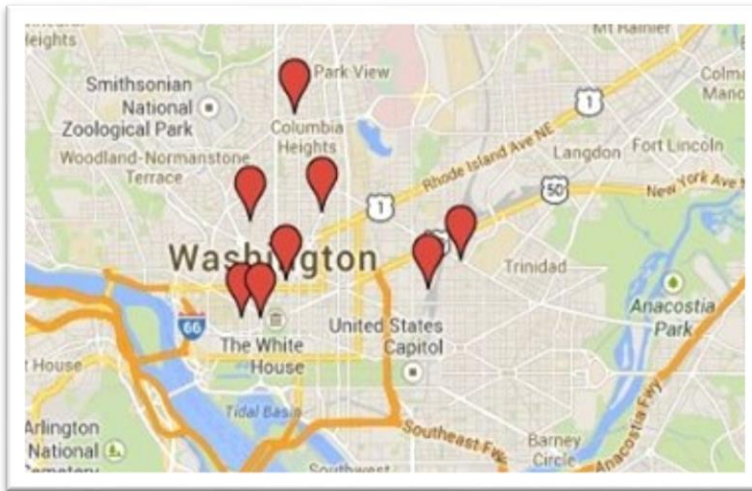 Heights
Mt Rainier
Park View
Smithsonian
National
Zoological Park
Columbia
Heights
1
Colma
Mano
Woodland-Normanstone
Terrace
Rhode Island Ave NE
Langdon
Fort Lincoln
50
New York Ave
1
Washington
Trinidad
Anacostia
Park
66
The White
House
United States
Capitol
t House
Tidal Basin
Arlington
National
Cemetery
Southeast Fwy
Barney
Circle
Anacostia Fwy
Southwest